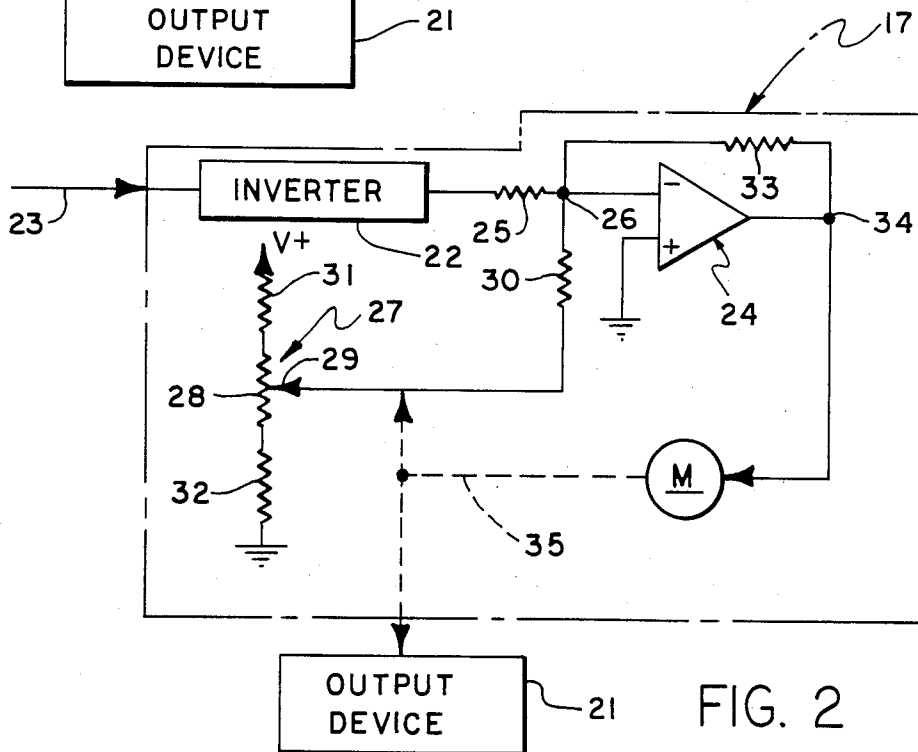 OUTPUT
DEVICE
21
17
INVERTER
23
22
25
26
33
34
V+
31
30
24
27
29
28
32
M
35
OUTPUT
DEVICE
21
FIG. 2
−
+